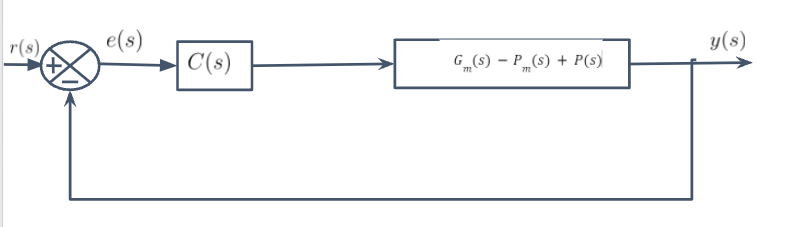 r(s)
+
−
e(s)
C(s)
G_m(s) − P_m(s) + P(s)
y(s)